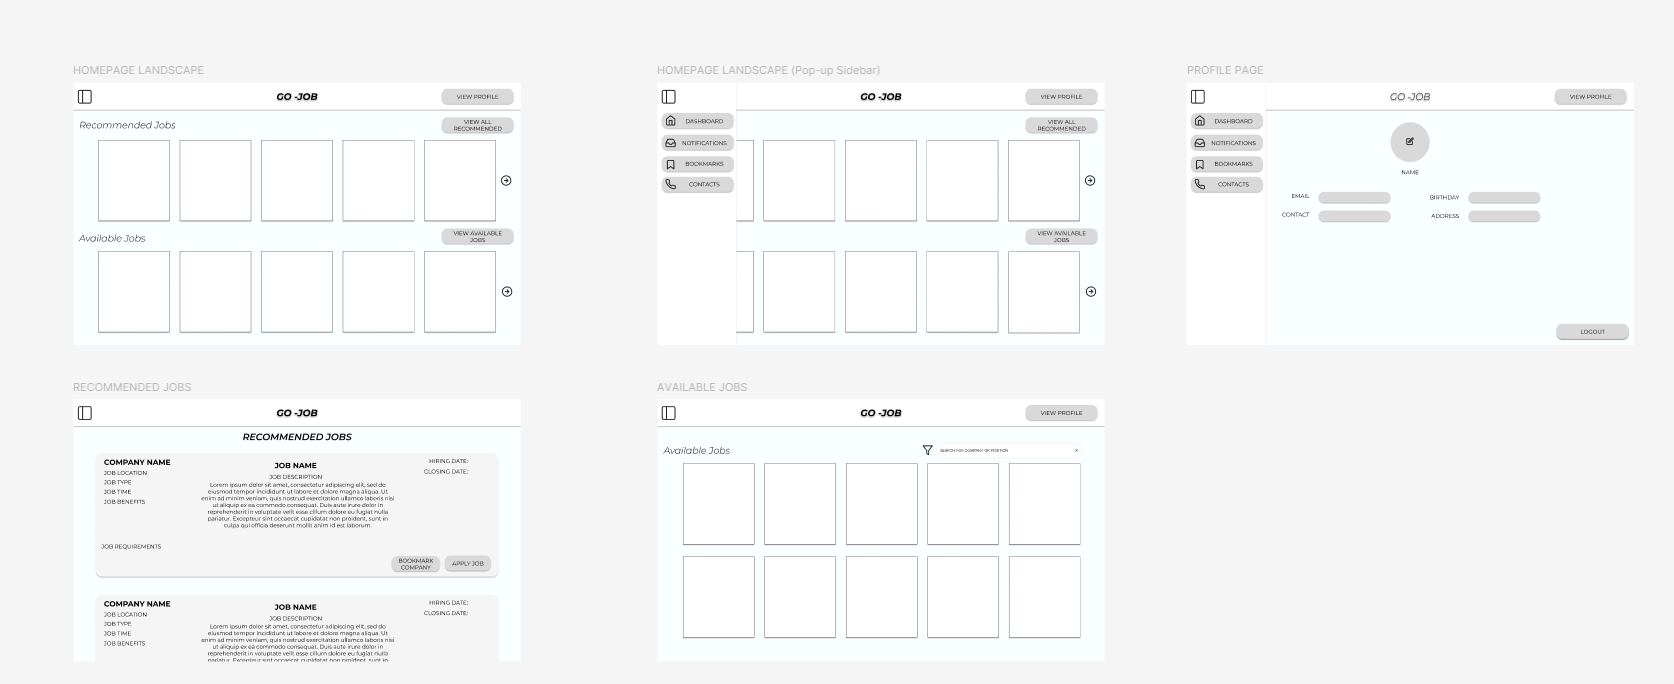 HOMEPAGE LANDSCAPE
GO -JOB
VIEW PROFILE
Recommended Jobs
VIEW ALL
RECOMMENDED
Available Jobs
VIEW AVAILABLE
JOBS
HOMEPAGE LANDSCAPE (Pop-up Sidebar)
GO -JOB
VIEW PROFILE
DASHBOARD
NOTIFICATIONS
BOOKMARKS
CONTACTS
VIEW ALL
RECOMMENDED
VIEW AVAILABLE
JOBS
PROFILE PAGE
GO -JOB
VIEW PROFILE
DASHBOARD
NOTIFICATIONS
BOOKMARKS
CONTACTS
NAME
EMAIL
BIRTHDAY
CONTACT
ADDRESS
LOGOUT
RECOMMENDED JOBS
GO -JOB
RECOMMENDED JOBS
COMPANY NAME
JOB LOCATION
JOB TYPE
JOB TIME
JOB BENEFITS
JOB NAME
JOB DESCRIPTION
Lorem ipsum dolor sit amet, consectetur adipiscing elit, sed do
eiusmod tempor incididunt ut labore et dolore magna aliqua. Ut
enim ad minim veniam, quis nostrud exercitation ullamco laboris nisi
ut aliquip ex ea commodo consequat. Duis aute irure dolor in
reprehenderit in voluptate velit esse cillum dolore eu fugiat nulla
pariatur. Excepteur sint occaecat cupidatat non proident, sunt in
culpa qui officia deserunt mollit anim id est laborum.
HIRING DATE:
CLOSING DATE:
JOB REQUIREMENTS
BOOKMARK
COMPANY
APPLY JOB
COMPANY NAME
JOB LOCATION
JOB TYPE
JOB TIME
JOB BENEFITS
JOB NAME
JOB DESCRIPTION
Lorem ipsum dolor sit amet, consectetur adipiscing elit, sed do
eiusmod tempor incididunt ut labore et dolore magna aliqua. Ut
enim ad minim veniam, quis nostrud exercitation ullamco laboris nisi
ut aliquip ex ea commodo consequat. Duis aute irure dolor in
reprehenderit in voluptate velit esse cillum dolore eu fugiat nulla
pariatur. Excepteur sint occaecat cupidatat non proident, sunt in
HIRING DATE:
CLOSING DATE:
AVAILABLE JOBS
GO -JOB
VIEW PROFILE
Available Jobs
SEARCH FOR COMPANY OR POSITION